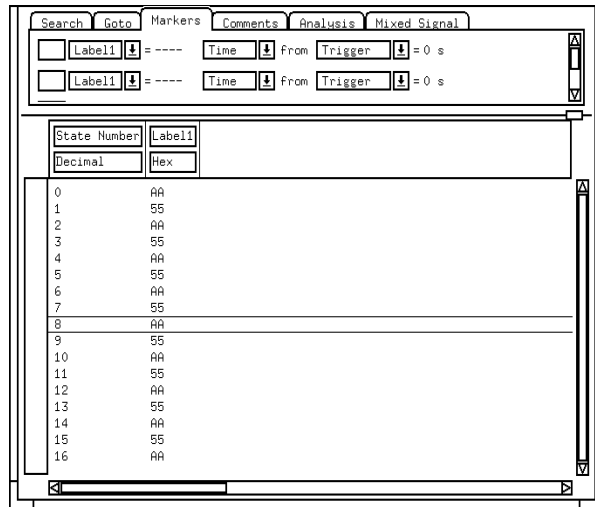 Search Goto Markers Comments Analysis Mixed Signal
Label1 = ---- Time from Trigger = 0 s
Label1 = ---- Time from Trigger = 0 s
State Number Label1
Decimal Hex
0 AA
1 55
2 AA
3 55
4 AA
5 55
6 AA
7 55
8 AA
9 55
10 AA
11 55
12 AA
13 55
14 AA
15 55
16 AA